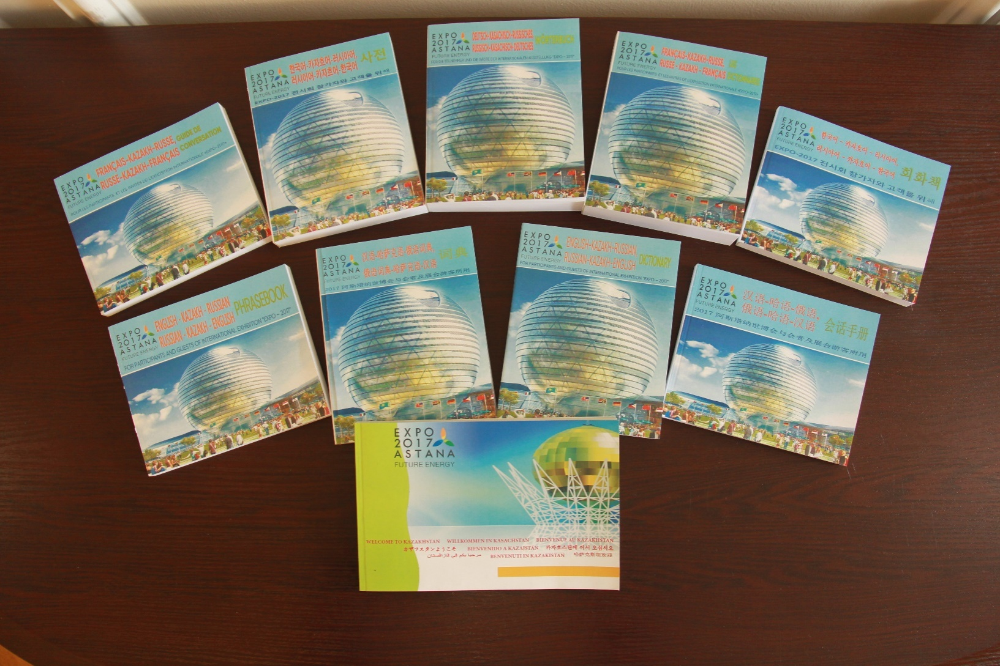 EXPO
2017
ASTANA
FUTURE ENERGY
FRANÇAIS-KAZAKH-RUSSE,
RUSSE-KAZAKH-FRANÇAIS
GUIDE DE
CONVERSATION
POUR LES PARTICIPANTS ET LES INVITÉS DE L'EXPOSITION INTERNATIONALE «EXPO-2017»
EXPO
2017
ASTANA
FUTURE ENERGY
한국어-카자흐어-러시아어,
러시아어-카자흐어-한국어
사전
EXPO-2017 전시회 참가자와 고객을 위해
EXPO
2017
ASTANA
FUTURE ENERGY
DEUTSCH-KASACHISCH-RUSSISCHES,
RUSSISCH-KASACHISCH-DEUTSCHES
WÖRTERBUCH
FÜR DIE TEILNEHMER UND DIE GÄSTE DER INTERNATIONALEN AUSSTELLUNG "EXPO - 2017"
EXPO
2017
ASTANA
FUTURE ENERGY
FRANÇAIS-KAZAKH-RUSSE,
RUSSE - KAZAKH - FRANÇAIS
DICTIONNAIRE
POUR LES PARTICIPANTS ET LES INVITÉS DE L'EXPOSITION INTERNATIONALE «EXPO-2017»
EXPO
2017
ASTANA
FUTURE ENERGY
한국어 - 카자흐어 - 러시아어,
러시아어 - 카자흐어 - 한국어
회화책
EXPO-2017 전시회 참가자와 고객을 위해
EXPO
2017
ASTANA
FUTURE ENERGY
ENGLISH - KAZAKH - RUSSIAN
RUSSIAN - KAZAKH - ENGLISH
PHRASEBOOK
FOR PARTICIPANTS AND GUESTS OF INTERNATIONAL EXHIBITION "EXPO - 2017"
EXPO
2017
ASTANA
FUTURE ENERGY
汉语-哈萨克语-俄语词典,
俄语词典-哈萨克语-汉语
词典
2017 阿斯塔纳世博会与会者及展会游客所用
EXPO
2017
ASTANA
FUTURE ENERGY
ENGLISH-KAZAKH-RUSSIAN,
RUSSIAN-KAZAKH-ENGLISH
DICTIONARY
FOR PARTICIPANTS AND GUESTS OF INTERNATIONAL EXHIBITION "EXPO - 2017"
EXPO
2017
ASTANA
FUTURE ENERGY
汉语-哈语-俄语,
俄语-哈语-汉语
会话手册
2017 阿斯塔纳世博会与会者及展会游客所用
EXPO
2017
ASTANA
FUTURE ENERGY
WELCOME TO KAZAKHSTAN WILLKOMMEN IN KASACHSTAN BIENVENUE AU KAZAKHSTAN
カザフスタンようこそ BIENVENIDO A KAZAJSTÁN 카자흐스탄에 어서 오십시오
مرحبا بكم في كازاخستان BENVENUTI IN KAZAKISTAN 哈萨克斯坦欢迎